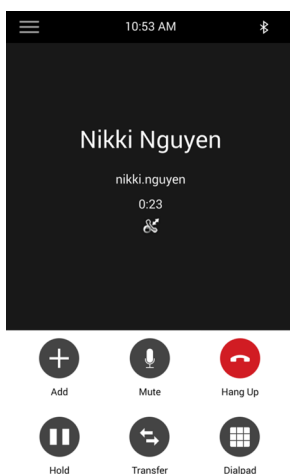 10:53 AM
Nikki Nguyen
nikki.nguyen
0:23
Add Mute Hang Up
Hold Transfer Dialpad